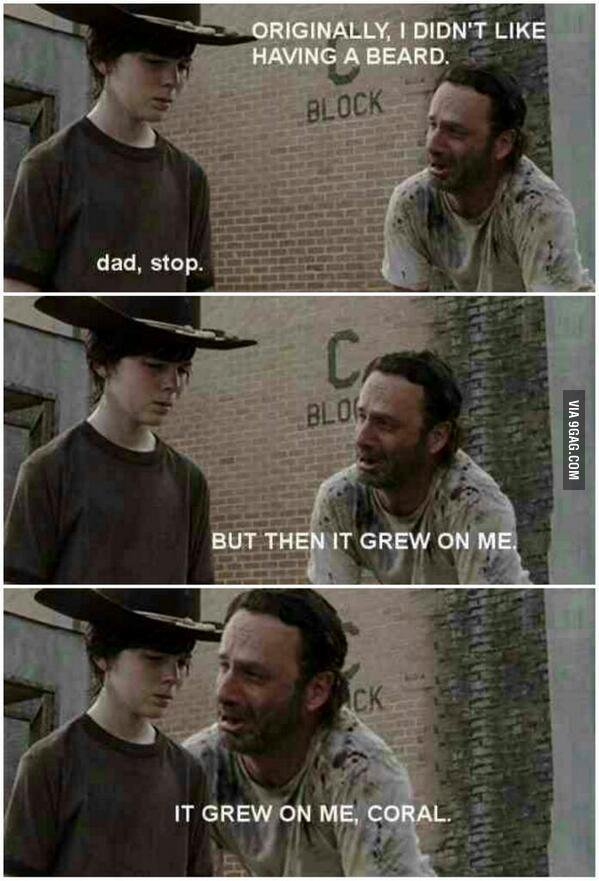 ORIGINALLY, I DIDN'T LIKE
HAVING A BEARD.
C
BLOCK
dad, stop.
C
BLO
VIA 9GAG.COM
BUT THEN IT GREW ON ME.
C
CK
IT GREW ON ME, CORAL.